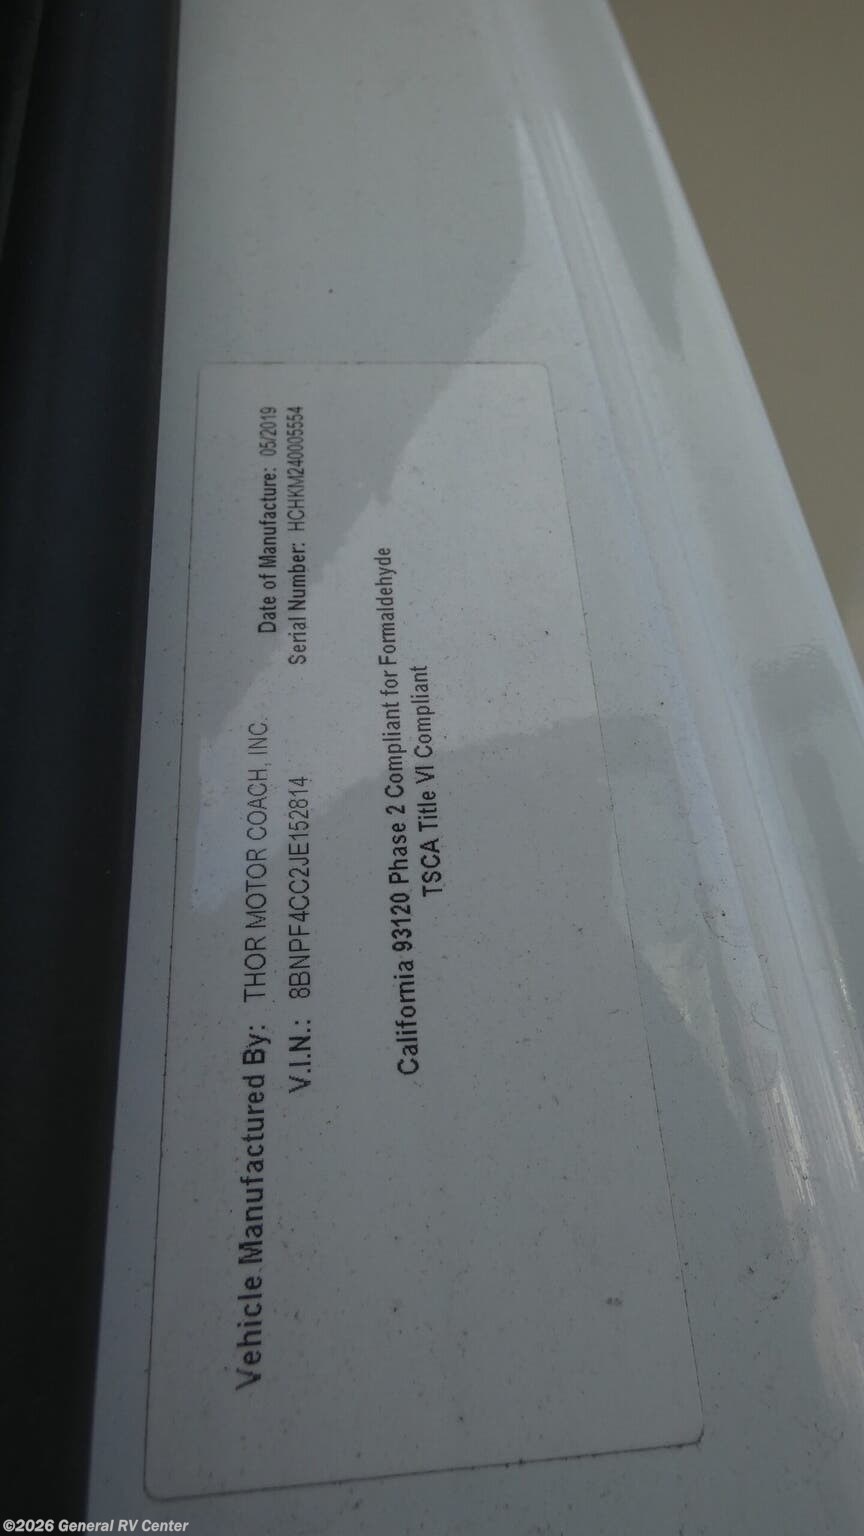 Vehicle Manufactured By: THOR MOTOR COACH, INC. Date of Manufacture: 05/2019
V.I.N.: 8BNPF4CC2JE152814 Serial Number: HCHKM240005554
California 93120 Phase 2 Compliant for Formaldehyde
TSCA Title VI Compliant
©2026 General RV Center